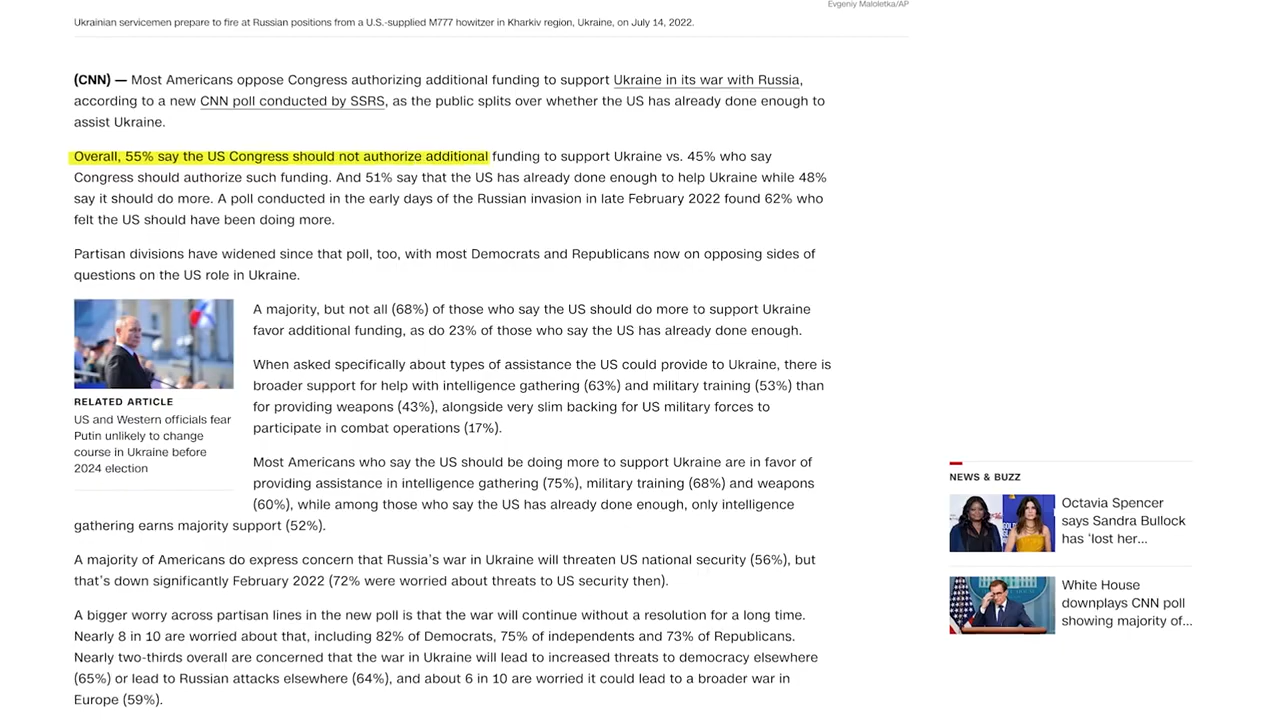 Evgeniy Maloletka/AP
Ukrainian servicemen prepare to fire at Russian positions from a U.S.-supplied M777 howitzer in Kharkiv region, Ukraine, on July 14, 2022.
(CNN) — Most Americans oppose Congress authorizing additional funding to support Ukraine in its war with Russia,
according to a new CNN poll conducted by SSRS, as the public splits over whether the US has already done enough to
assist Ukraine.
Overall, 55% say the US Congress should not authorize additional funding to support Ukraine vs. 45% who say
Congress should authorize such funding. And 51% say that the US has already done enough to help Ukraine while 48%
say it should do more. A poll conducted in the early days of the Russian invasion in late February 2022 found 62% who
felt the US should have been doing more.
Partisan divisions have widened since that poll, too, with most Democrats and Republicans now on opposing sides of
questions on the US role in Ukraine.
RELATED ARTICLE
US and Western officials fear
Putin unlikely to change
course in Ukraine before
2024 election
A majority, but not all (68%) of those who say the US should do more to support Ukraine
favor additional funding, as do 23% of those who say the US has already done enough.
When asked specifically about types of assistance the US could provide to Ukraine, there is
broader support for help with intelligence gathering (63%) and military training (53%) than
for providing weapons (43%), alongside very slim backing for US military forces to
participate in combat operations (17%).
Most Americans who say the US should be doing more to support Ukraine are in favor of
providing assistance in intelligence gathering (75%), military training (68%) and weapons
(60%), while among those who say the US has already done enough, only intelligence
gathering earns majority support (52%).
A majority of Americans do express concern that Russia's war in Ukraine will threaten US national security (56%), but
that's down significantly February 2022 (72% were worried about threats to US security then).
A bigger worry across partisan lines in the new poll is that the war will continue without a resolution for a long time.
Nearly 8 in 10 are worried about that, including 82% of Democrats, 75% of independents and 73% of Republicans.
Nearly two-thirds overall are concerned that the war in Ukraine will lead to increased threats to democracy elsewhere
(65%) or lead to Russian attacks elsewhere (64%), and about 6 in 10 are worried it could lead to a broader war in
Europe (59%).
NEWS & BUZZ
Octavia Spencer
says Sandra Bullock
has 'lost her...
White House
downplays CNN poll
showing majority of...